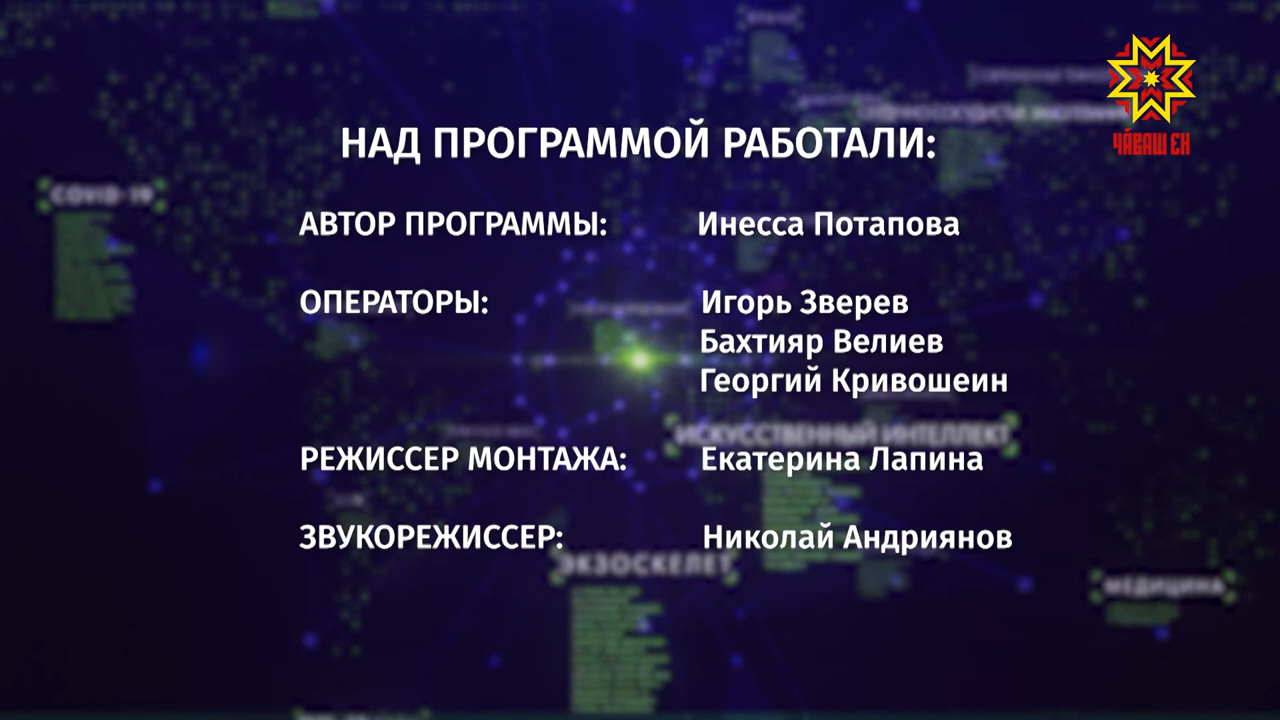 ЧӐВАШ ЕН
НАД ПРОГРАММОЙ РАБОТАЛИ:
COVID-19
АВТОР ПРОГРАММЫ: Инесса Потапова
ОПЕРАТОРЫ: Игорь Зверев
Бахтияр Велиев
Георгий Кривошеин
ИСКУССТВЕННЫЙ ИНТЕЛЛЕКТ
РЕЖИССЕР МОНТАЖА: Екатерина Лапина
ЗВУКОРЕЖИССЕР: Николай Андриянов
ЭКЗОСКЕЛЕТ
МЕДИЦИНА